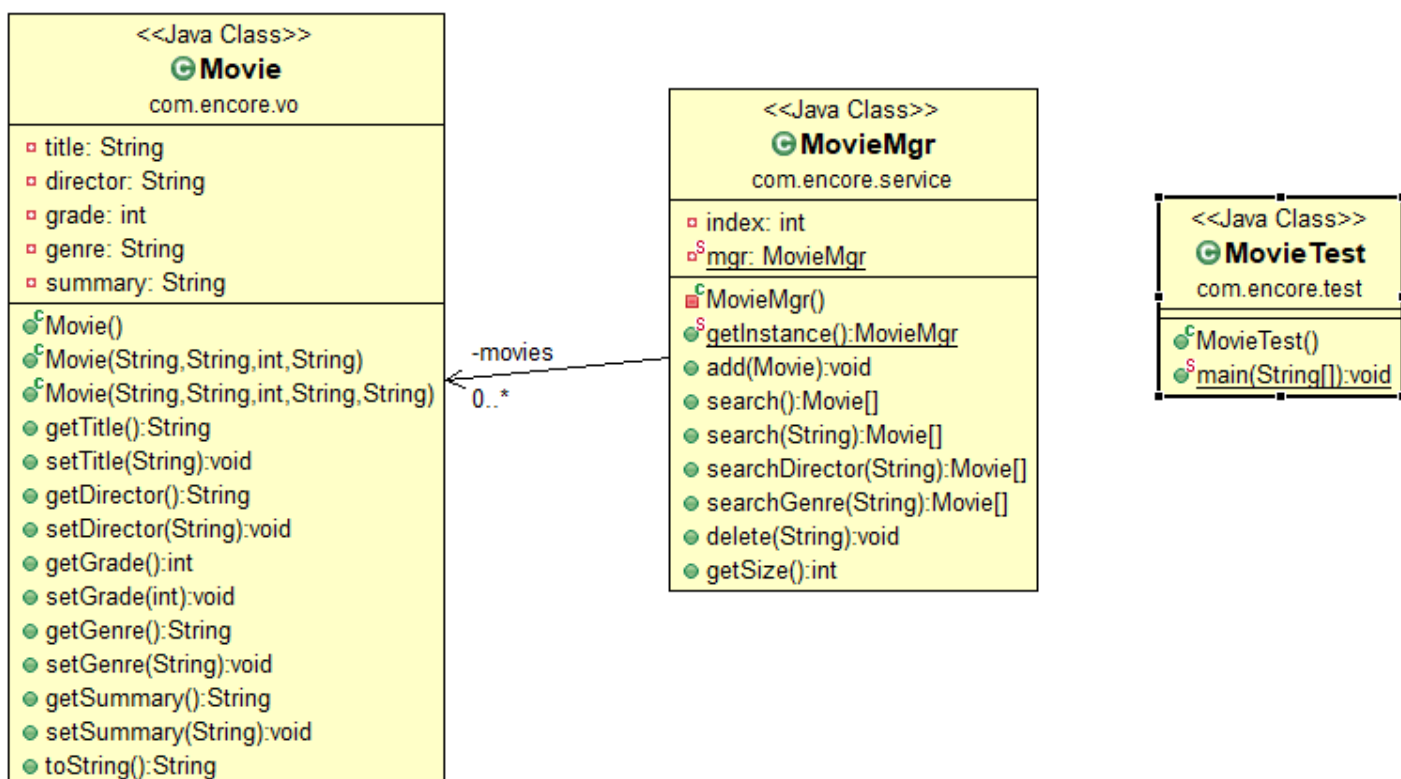 <<Java Class>>
Movie
com.encore.vo
title: String
director: String
grade: int
genre: String
summary: String
Movie()
Movie(String,String,int,String)
Movie(String,String,int,String,String)
getTitle():String
setTitle(String):void
getDirector():String
setDirector(String):void
getGrade():int
setGrade(int):void
getGenre():String
setGenre(String):void
getSummary():String
setSummary(String):void
toString():String
-movies
0..*
<<Java Class>>
MovieMgr
com.encore.service
index: int
mgr: MovieMgr
MovieMgr()
getInstance():MovieMgr
add(Movie):void
search():Movie[]
search(String):Movie[]
searchDirector(String):Movie[]
searchGenre(String):Movie[]
delete(String):void
getSize():int
<<Java Class>>
MovieTest
com.encore.test
MovieTest()
main(String[]):void